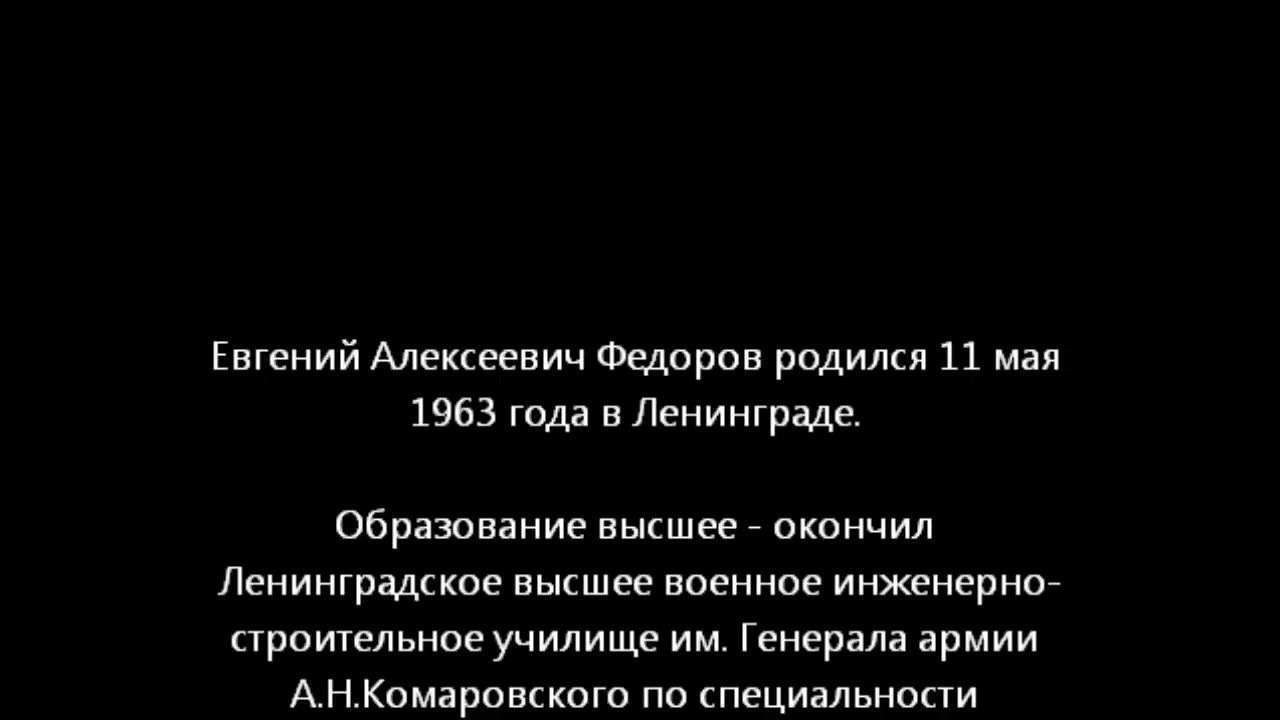 Евгений Алексеевич Федоров родился 11 мая
1963 года в Ленинграде.
Образование высшее - окончил
Ленинградское высшее военное инженерно-
строительное училище им. Генерала армии
А.Н.Комаровского по специальности